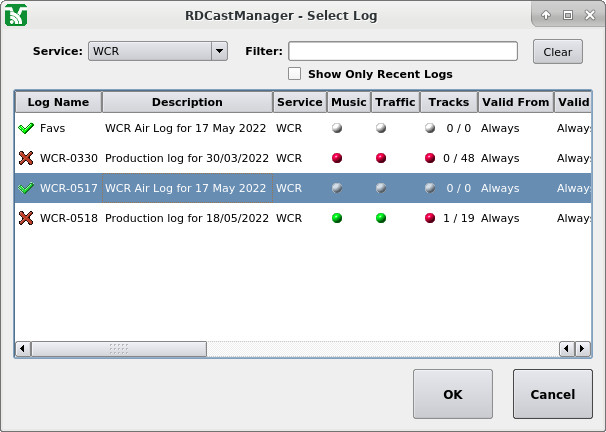 RDCastManager - Select Log
Service: WCR Filter: Clear
Show Only Recent Logs
Log Name Description Service Music Traffic Tracks Valid From Valid
Favs WCR Air Log for 17 May 2022 WCR 0 / 0 Always Always
WCR-0330 Production log for 30/03/2022 WCR 0 / 48 Always Always
WCR-0517 WCR Air Log for 17 May 2022 WCR 0 / 0 Always Always
WCR-0518 Production log for 18/05/2022 WCR 1 / 19 Always Always
OK Cancel